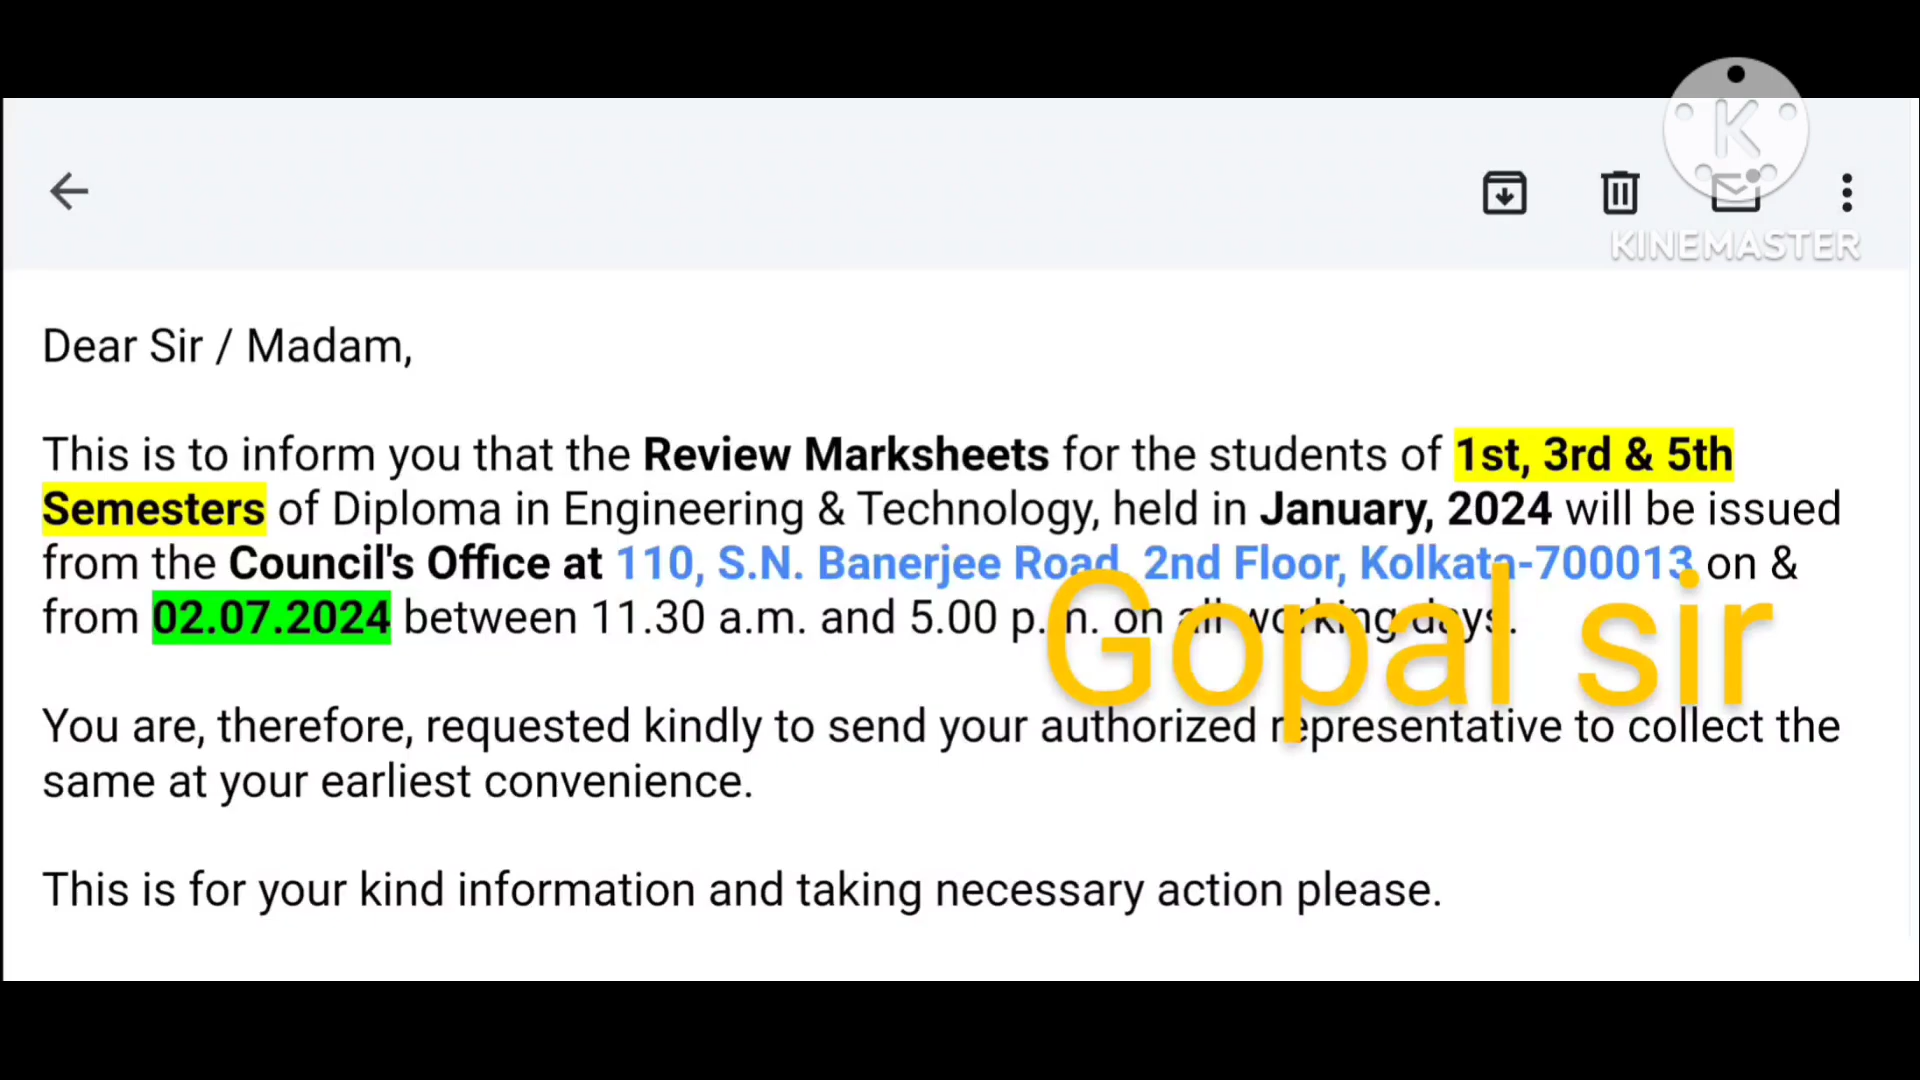 K
KINEMASTER
Dear Sir / Madam,
This is to inform you that the Review Marksheets for the students of 1st, 3rd & 5th
Semesters of Diploma in Engineering & Technology, held in January, 2024 will be issued
from the Council's Office at 110, S.N. Banerjee Road, 2nd Floor, Kolkata-700013 on &
from 02.07.2024 between 11.30 a.m. and 5.00 p.m. on all working days.
Gopal sir
You are, therefore, requested kindly to send your authorized representative to collect the
same at your earliest convenience.
This is for your kind information and taking necessary action please.